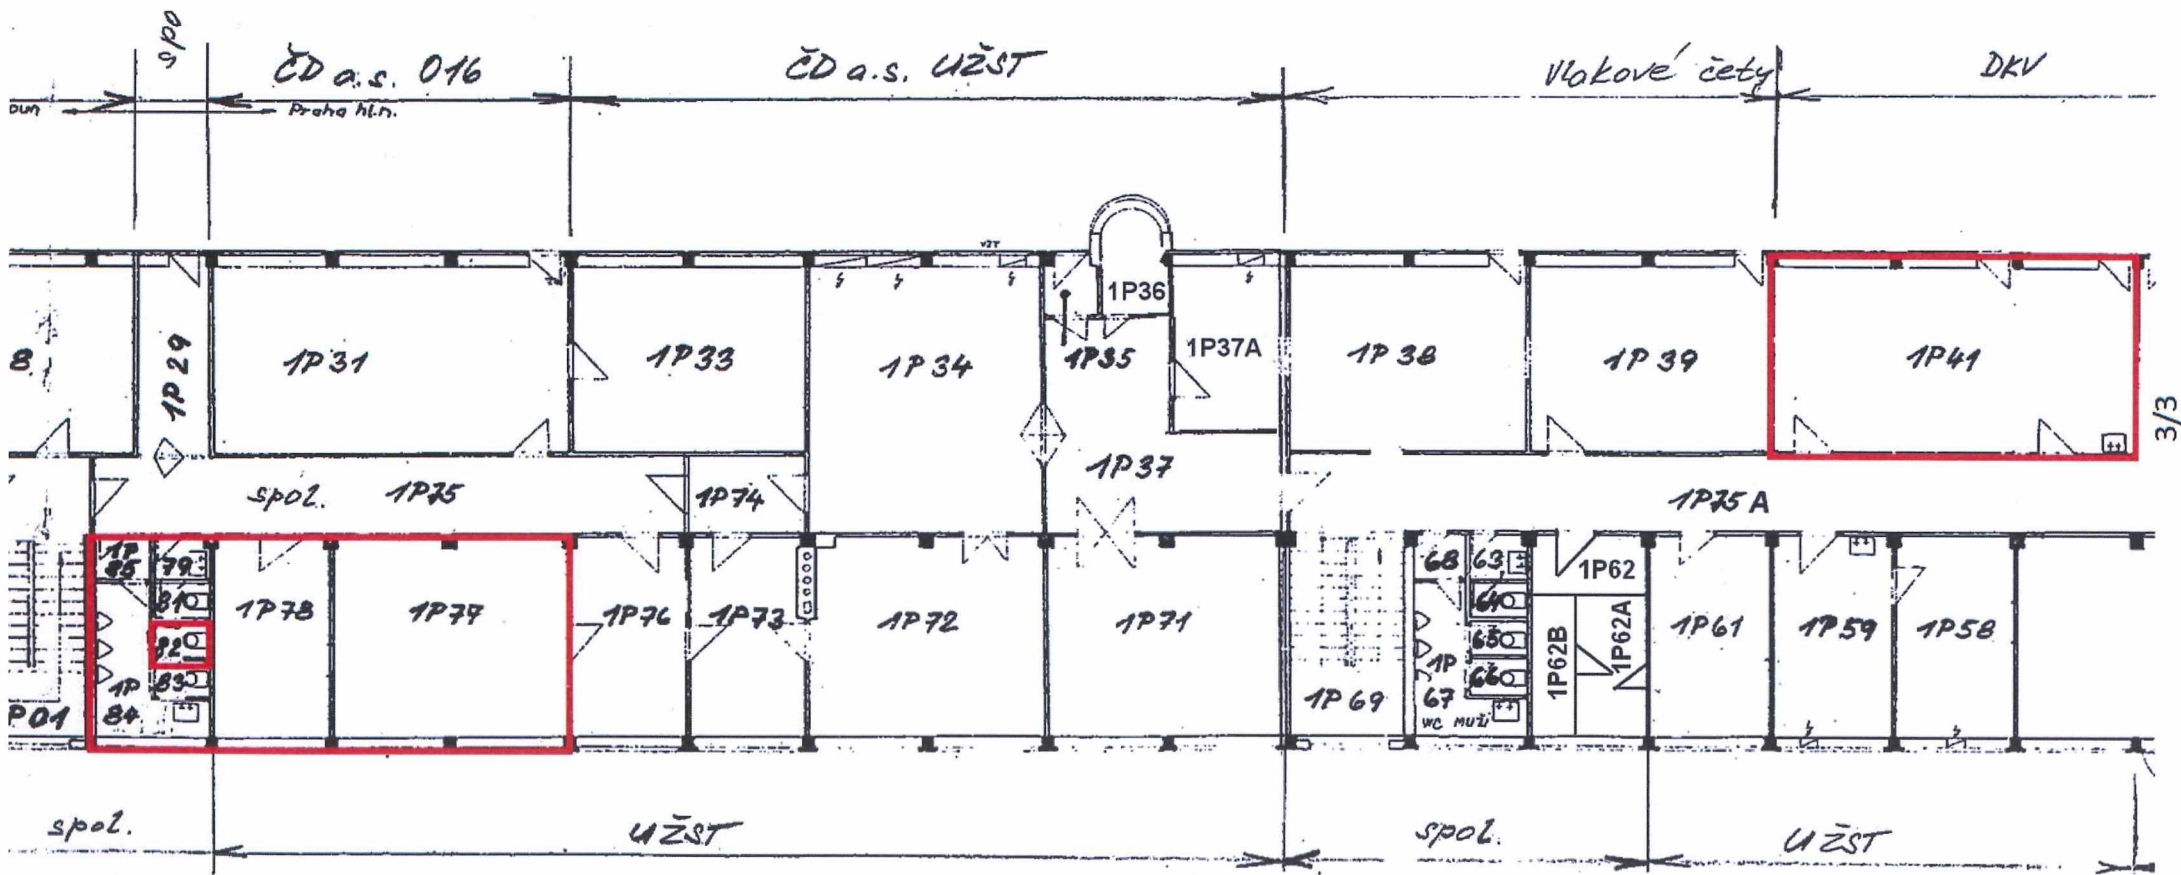 spo
ČD a.s. 016
ČD a.s. UŽST
Vlakové čety
DKV
oun
Praha hl.n.
VZT
8.
1P29
1P31
1P33
1P34
1P35
1P36
1P37A
1P38
1P39
1P41
3/3
spol.
1P75
1P74
1P37
1P75A
1P
85
79
81
82
83
1P
84
P01
1P78
1P77
1P76
1P73
1P72
1P71
1P69
68
63
64
65
66
1P
67
WC MUŽI
1P62
1P62A
1P62B
1P61
1P59
1P58
spol.
UŽST
spol.
UŽST